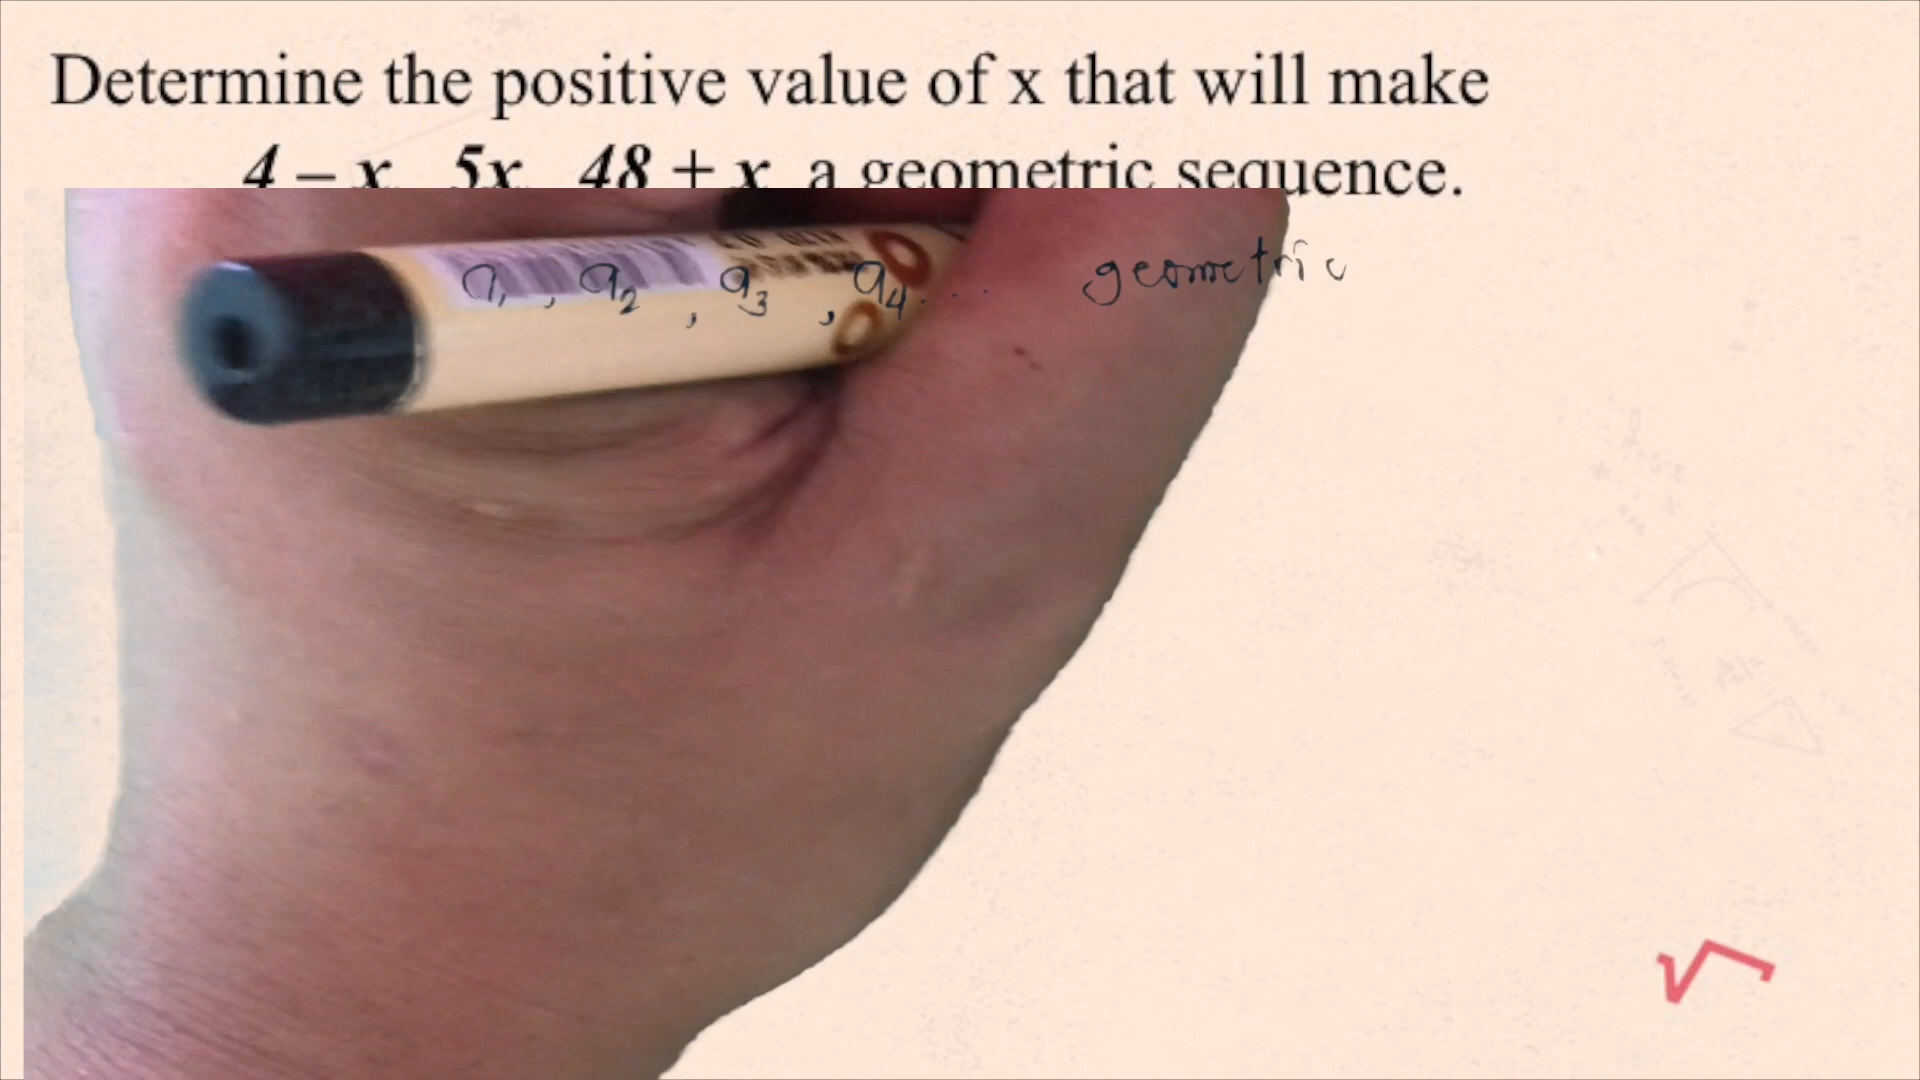 Determine the positive value of x that will make
4 – x 5x 48 + x a geometric sequence.
a1 , a2 , a3 , a4 ... geometric